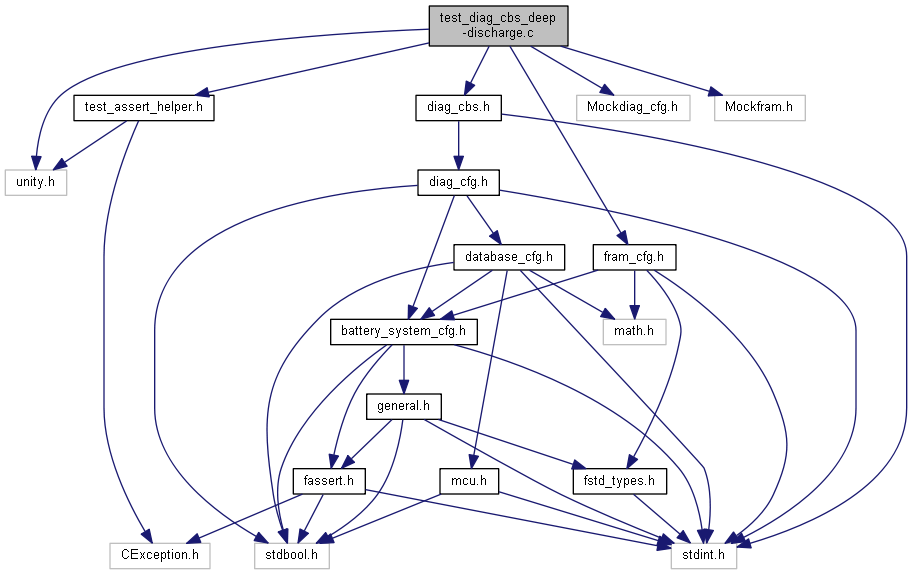 test_diag_cbs_deep
-discharge.c
test_assert_helper.h
diag_cbs.h
Mockdiag_cfg.h
Mockfram.h
unity.h
diag_cfg.h
database_cfg.h
fram_cfg.h
battery_system_cfg.h
math.h
general.h
fassert.h
mcu.h
fstd_types.h
CException.h
stdbool.h
stdint.h